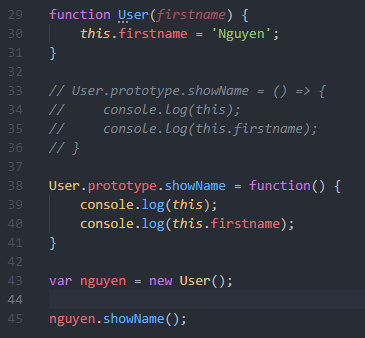 29 function User(firstname) {
30     this.firstname = 'Nguyen';
31 }
32
33 // User.prototype.showName = () => {
34 //     console.log(this);
35 //     console.log(this.firstname);
36 // }
37
38 User.prototype.showName = function() {
39     console.log(this);
40     console.log(this.firstname);
41 }
42
43 var nguyen = new User();
44
45 nguyen.showName();